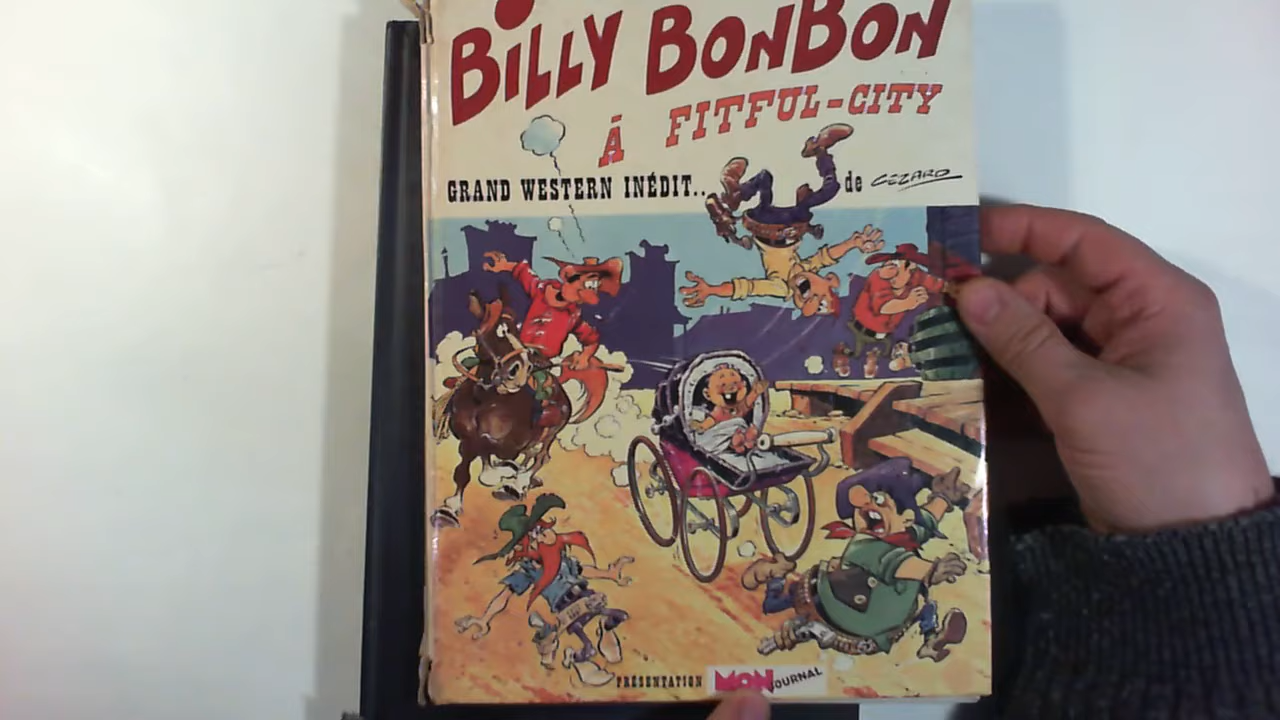 BILLY BONBON
Á FITFUL-CITY
GRAND WESTERN INÉDIT.. de CEZARD
PRÉSENTATION MON JOURNAL